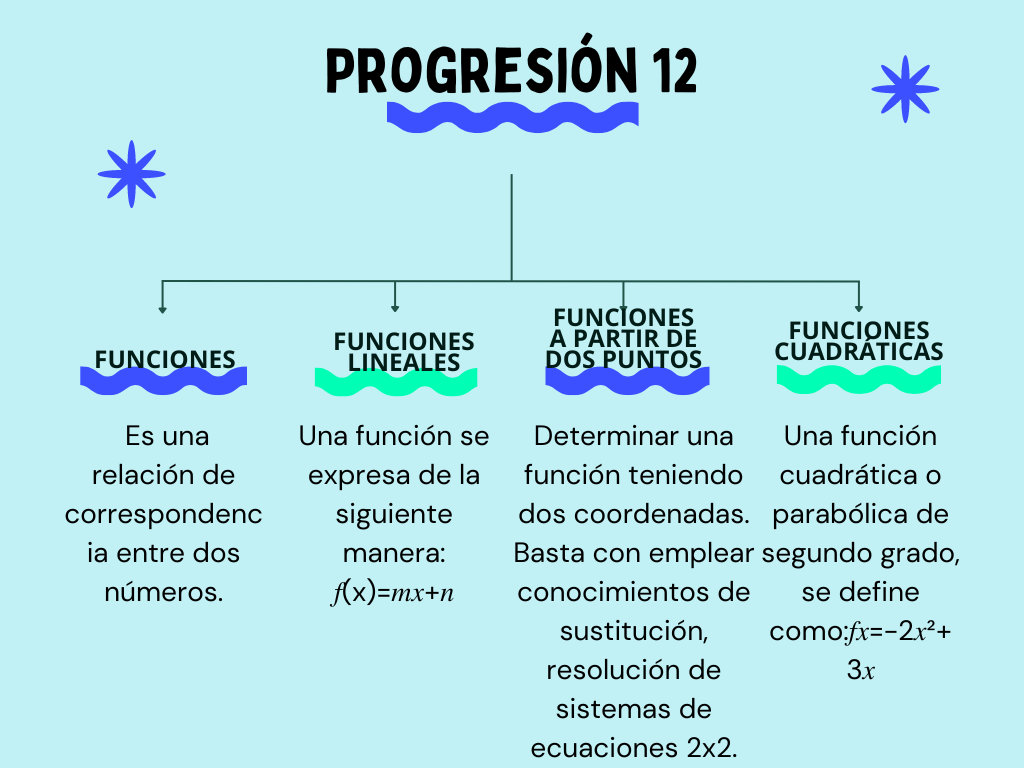 PROGRESIÓN 12
FUNCIONES
Es una
relación de
correspondenc
ia entre dos
números.
FUNCIONES
LINEALES
Una función se
expresa de la
siguiente
manera:
𝑓(x)=𝑚𝑥+𝑛
FUNCIONES
A PARTIR DE
DOS PUNTOS
Determinar una
función teniendo
dos coordenadas.
Basta con emplear
conocimientos de
sustitución,
resolución de
sistemas de
ecuaciones 2x2.
FUNCIONES
CUADRÁTICAS
Una función
cuadrática o
parabólica de
segundo grado,
se define
como:𝑓𝑥=−2𝑥²+
3𝑥